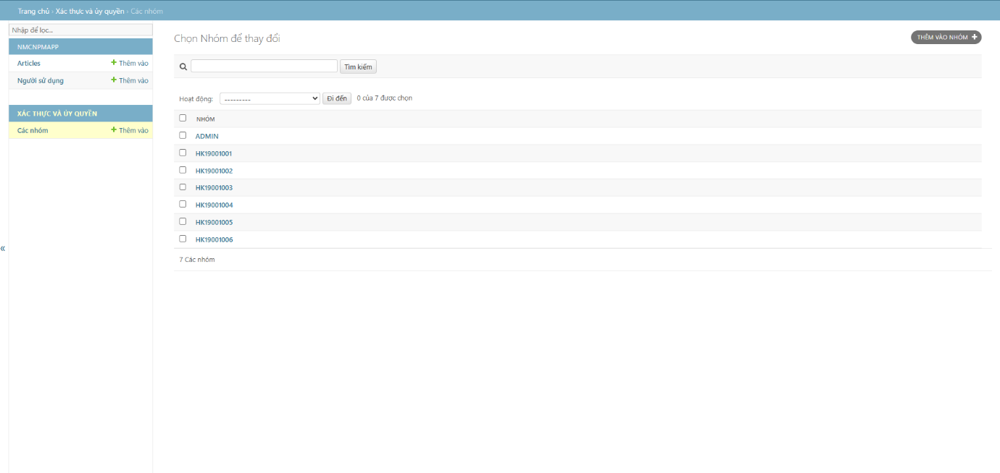 Trang chủ › Xác thực và ủy quyền › Các nhóm
Nhập để lọc...
NMCNPMAPP
Articles
+ Thêm vào
Người sử dụng
+ Thêm vào
XÁC THỰC VÀ ỦY QUYỀN
Các nhóm
+ Thêm vào
«
Chọn Nhóm để thay đổi
THÊM VÀO NHÓM +
Tìm kiếm
Hoạt động: --------- Đi đến 0 của 7 được chọn
NHÓM
ADMIN
HK19001001
HK19001002
HK19001003
HK19001004
HK19001005
HK19001006
7 Các nhóm